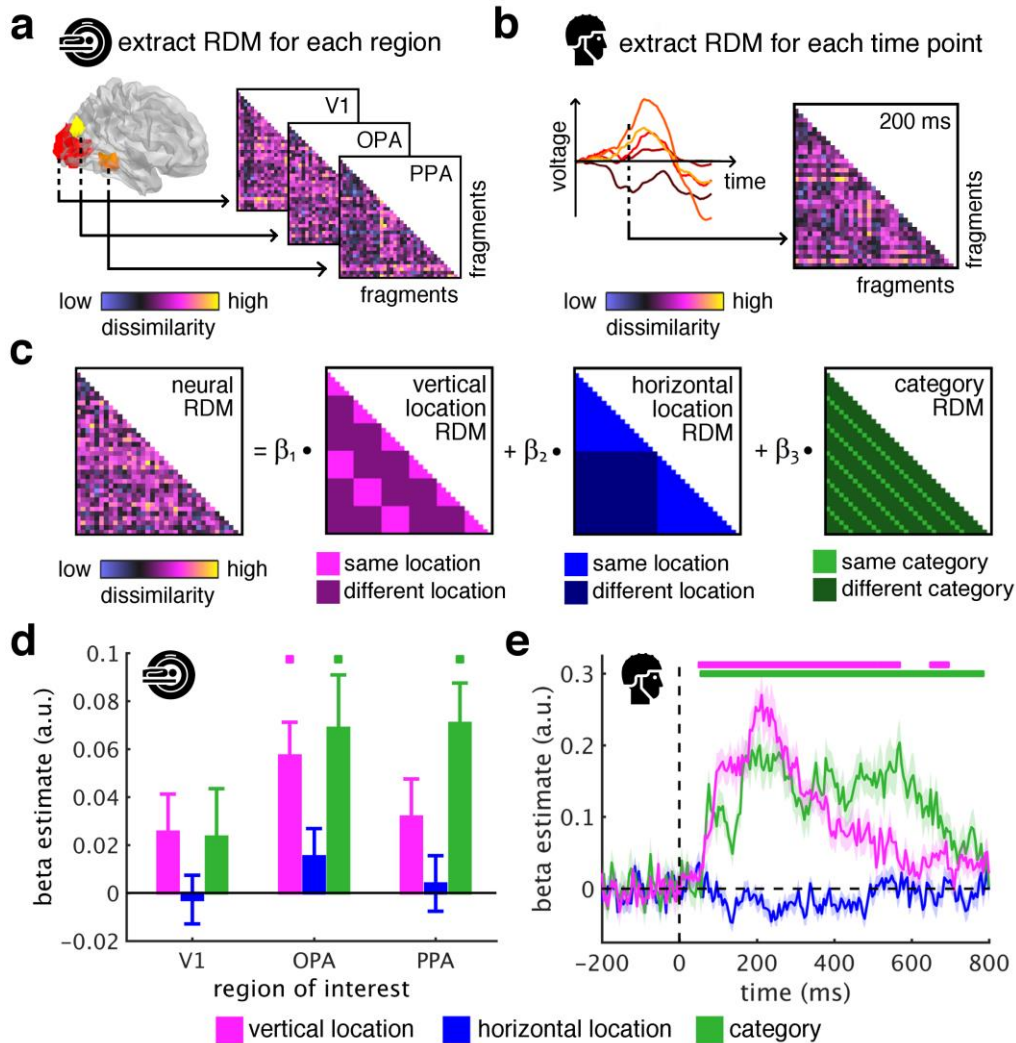 a
extract RDM for each region
V1
OPA
PPA
fragments
fragments
low
high
dissimilarity
b
extract RDM for each time point
voltage
time
200 ms
fragments
fragments
low
high
dissimilarity
c
neural
RDM
= β1 •
vertical
location
RDM
+ β2 •
horizontal
location
RDM
+ β3 •
category
RDM
low
high
dissimilarity
same location
different location
same location
different location
same category
different category
d
0.1
0.08
0.06
0.04
0.02
0
−0.02
beta estimate (a.u.)
V1
OPA
PPA
region of interest
e
0.3
0.2
0.1
0
beta estimate (a.u.)
−200
0
200
400
600
800
time (ms)
vertical location
horizontal location
category